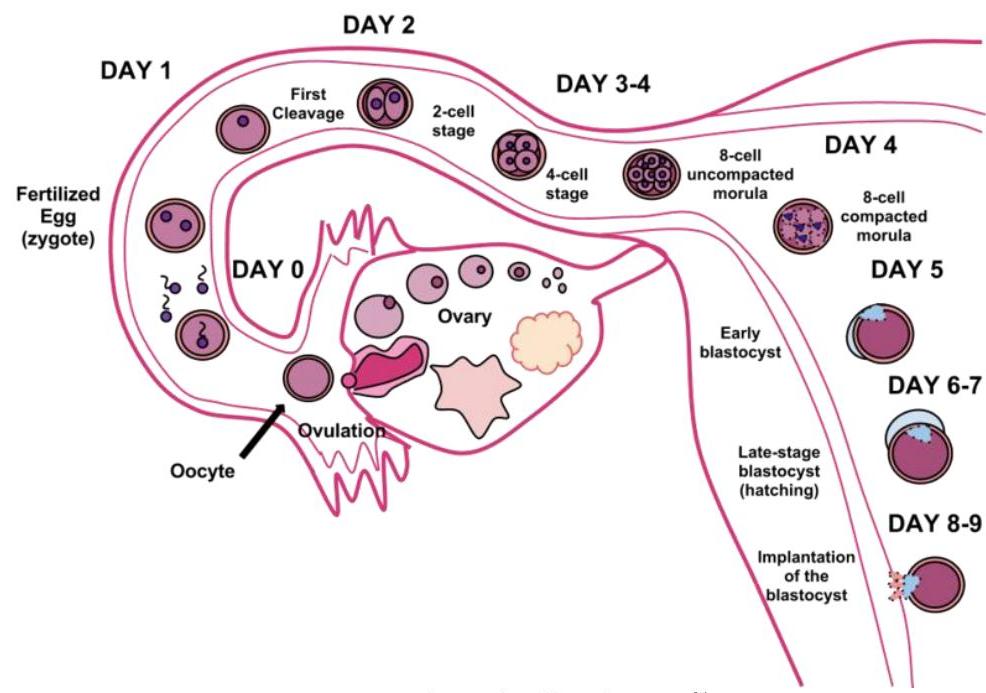 DAY 2
DAY 1
DAY 3-4
First
Cleavage
2-cell
stage
4-cell
stage
8-cell
uncompacted
morula
DAY 4
8-cell
compacted
morula
Fertilized
Egg
(zygote)
DAY 0
DAY 5
Ovary
Early
blastocyst
DAY 6-7
Ovulation
Oocyte
Late-stage
blastocyst
(hatching)
DAY 8-9
Implantation
of the
blastocyst